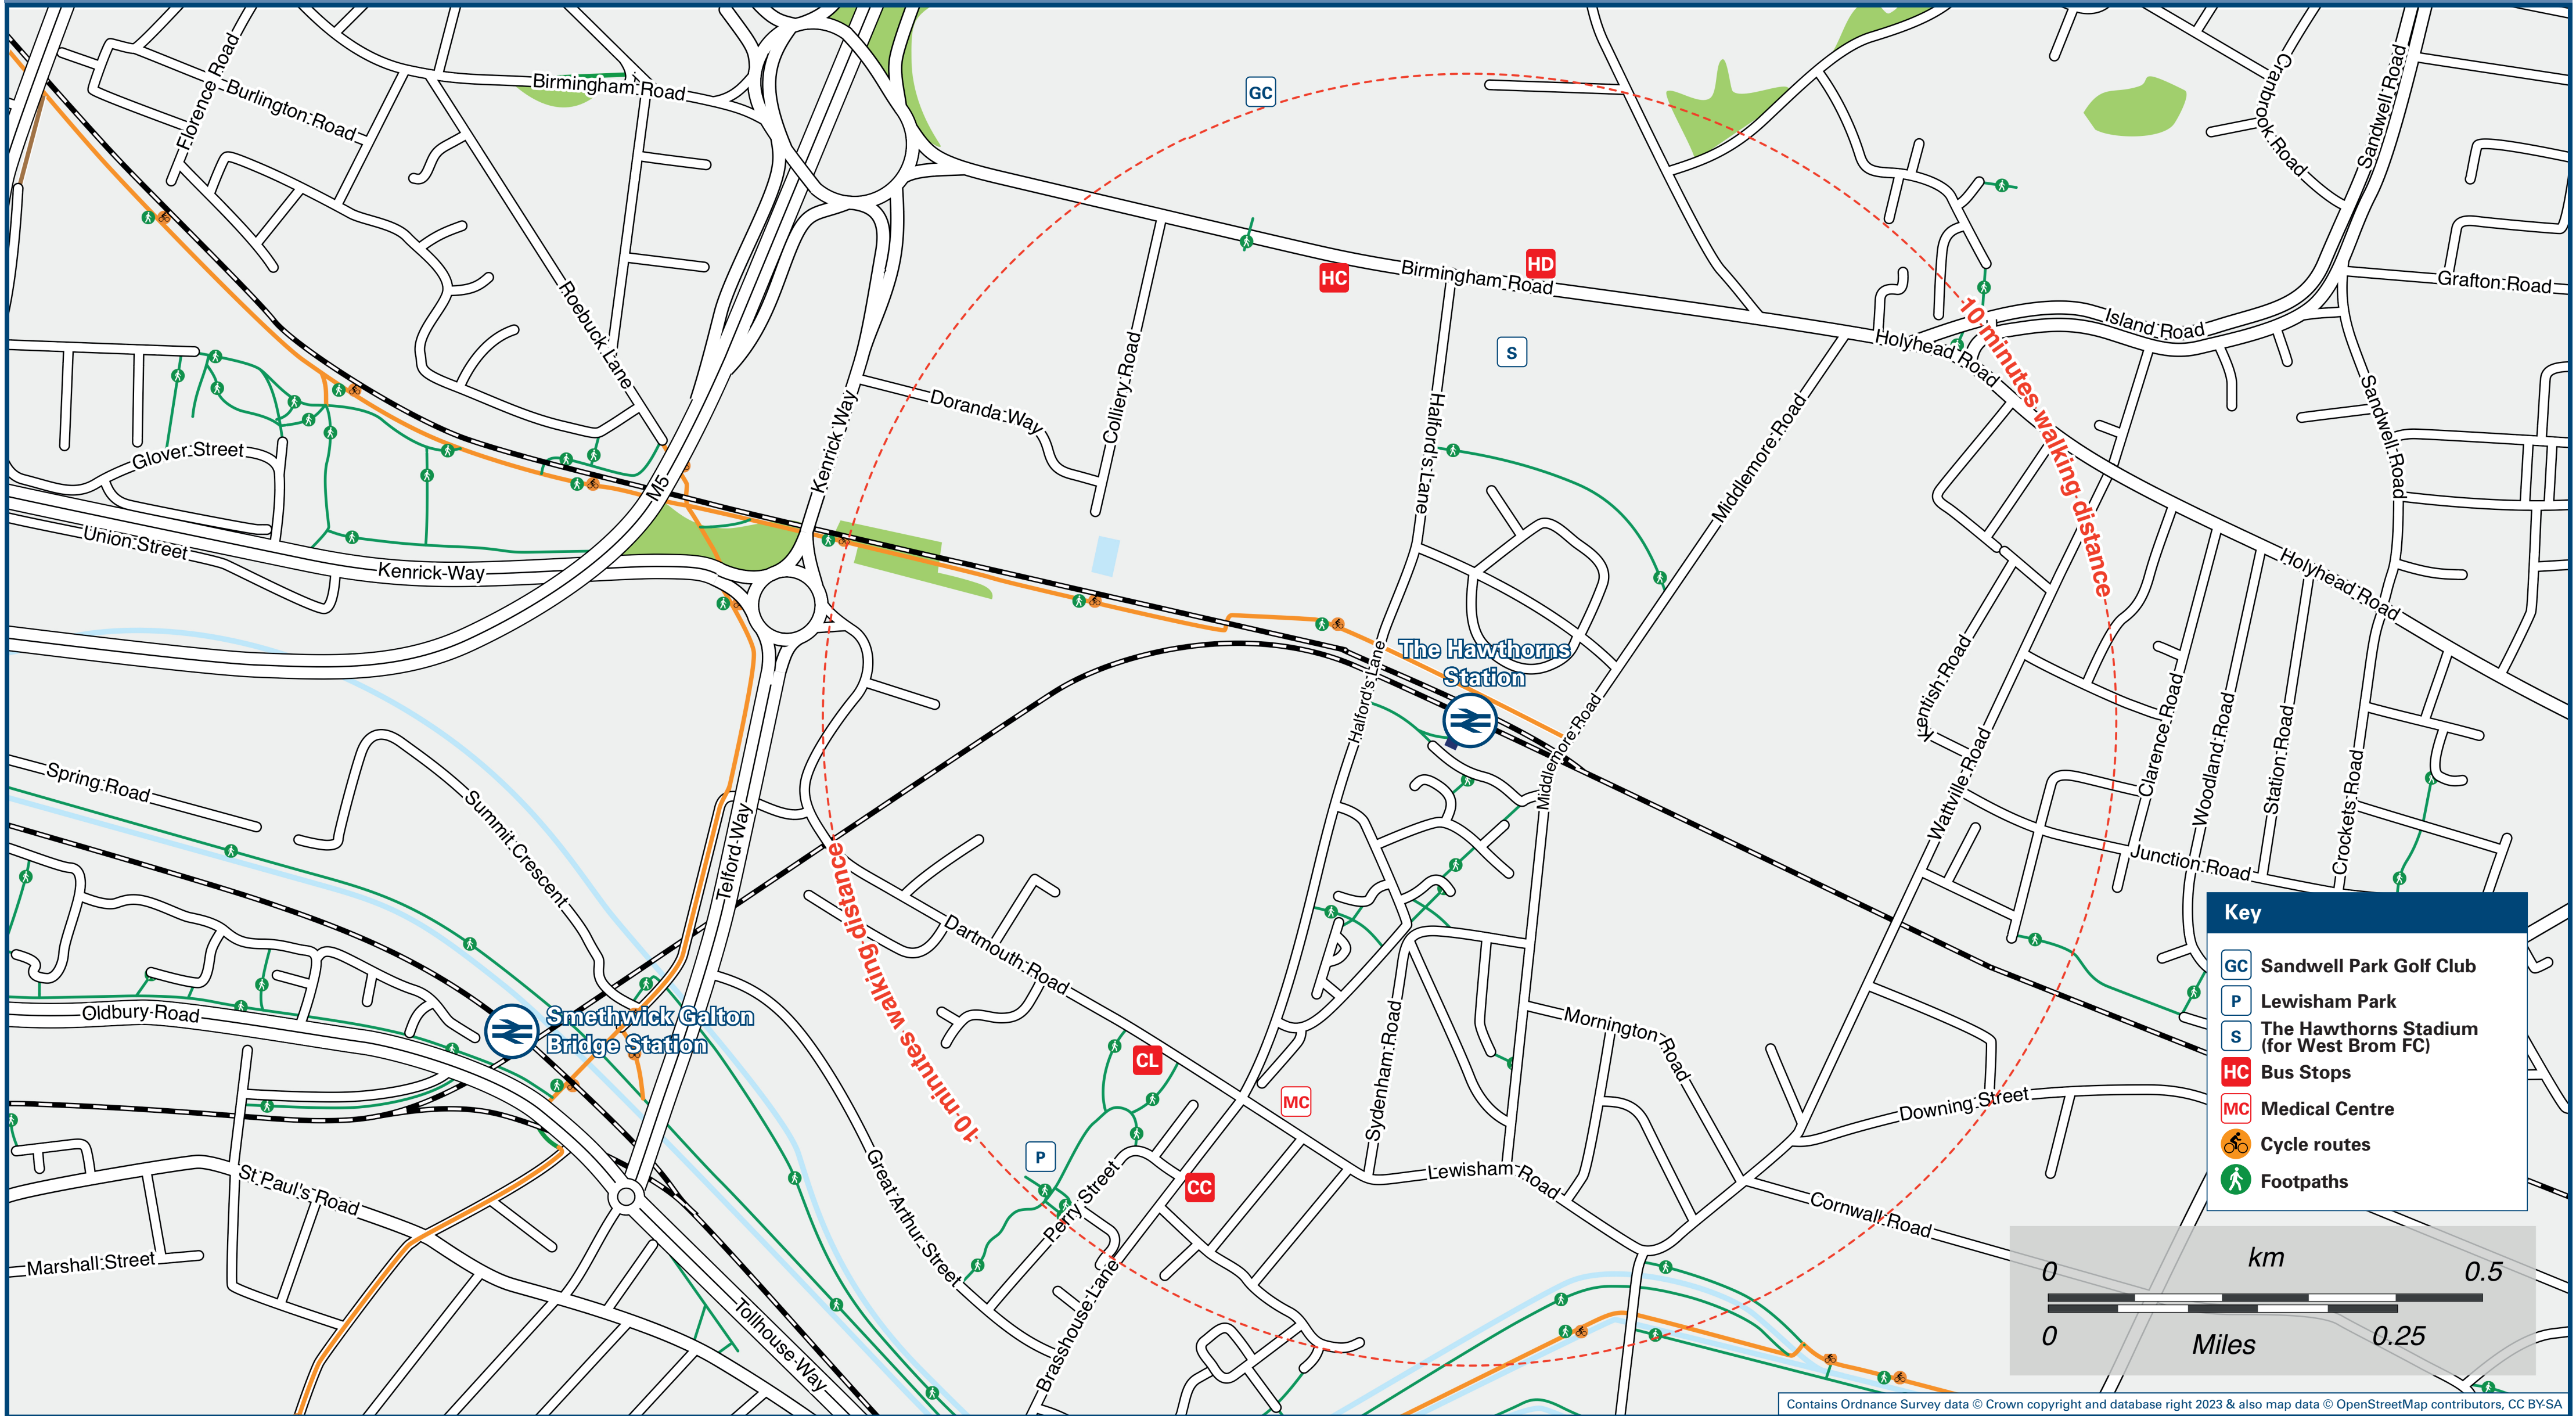 Florence Road
Burlington Road
Birmingham Road
GC
Cranbrook Road
Sandwell Road
Roebuck Lane
HC
Birmingham Road
HD
Grafton Road
Island Road
Holyhead Road
10 minutes walking distance
S
Kenrick Way
Doranda Way
Colliery Road
Halford's Lane
Middlemore Road
Sandwell Road
Glover Street
M5
Union Street
Kenrick Way
Holyhead Road
The Hawthorns
Station
Halford's Lane
Middlemore Road
Kentish Road
Wattville Road
Clarence Road
Woodland Road
Station Road
Crockets Road
Junction Road
Spring Road
Summit Crescent
Telford Way
10 minutes walking distance
Dartmouth Road
Oldbury Road
Smethwick Galton
Bridge Station
CL
MC
Sydenham Road
Mornington Road
Downing Street
P
CC
Perry Street
Lewisham Road
Cornwall Road
St Paul's Road
Great Arthur Street
Marshall Street
Tollhouse Way
Brasshouse Lane
Key
GC Sandwell Park Golf Club
P Lewisham Park
S The Hawthorns Stadium
(for West Brom FC)
HC Bus Stops
MC Medical Centre
Cycle routes
Footpaths
km
0 0.5
0 0.25
Miles
Contains Ordnance Survey data © Crown copyright and database right 2023 & also map data © OpenStreetMap contributors, CC BY-SA